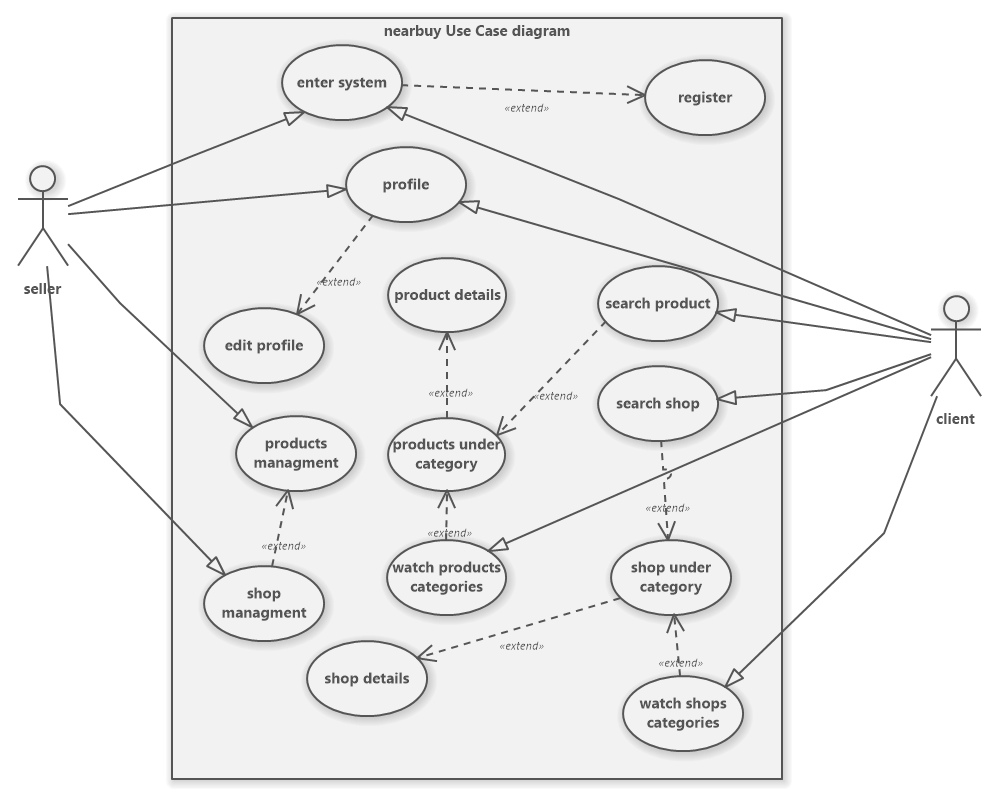 nearbuy Use Case diagram
enter system
register
«extend»
profile
seller
«extend»
product details
search product
edit profile
«extend»
«extend»
search shop
client
products
managment
products under
category
«extend»
«extend»
«extend»
watch products
categories
shop under
category
shop
managment
«extend»
«extend»
shop details
watch shops
categories